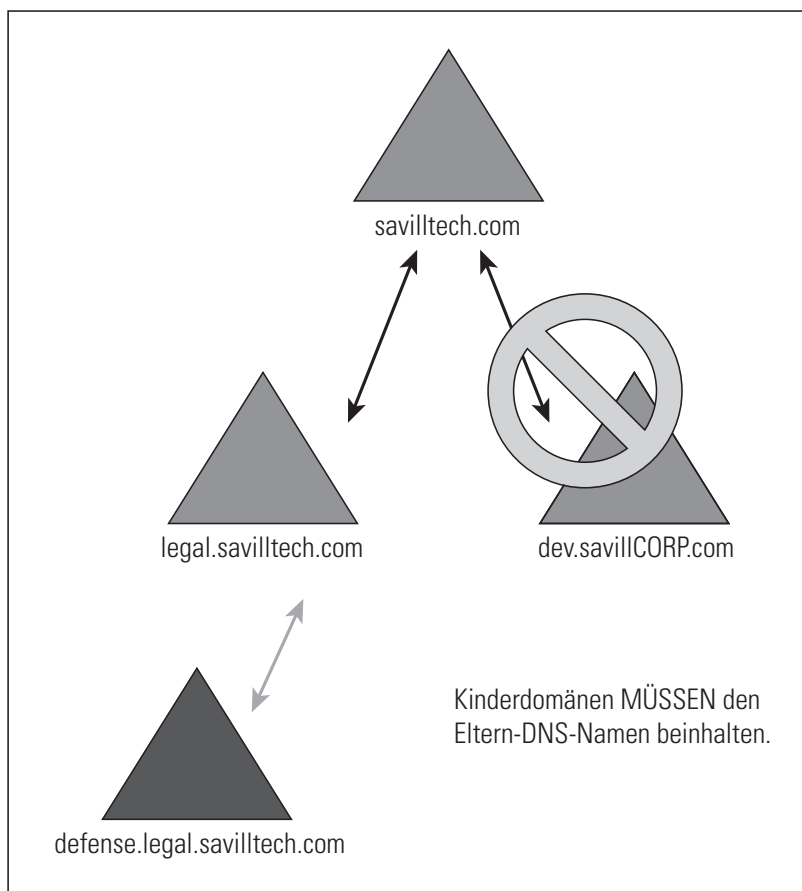 savilltech.com
legal.savilltech.com
dev.savillCORP.com
Kinderdomänen MÜSSEN den
Eltern-DNS-Namen beinhalten.
defense.legal.savilltech.com